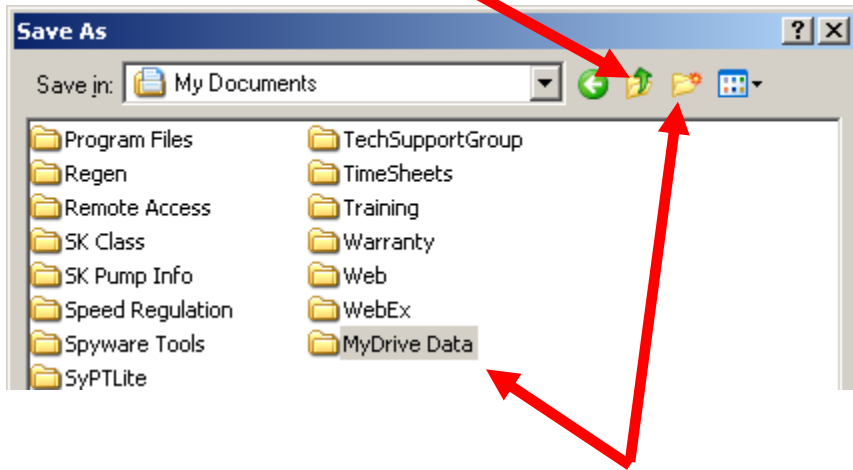 Save As
Save in: My Documents
Program Files
Regen
Remote Access
SK Class
SK Pump Info
Speed Regulation
Spyware Tools
SyPTLite
TechSupportGroup
TimeSheets
Training
Warranty
Web
WebEx
MyDrive Data